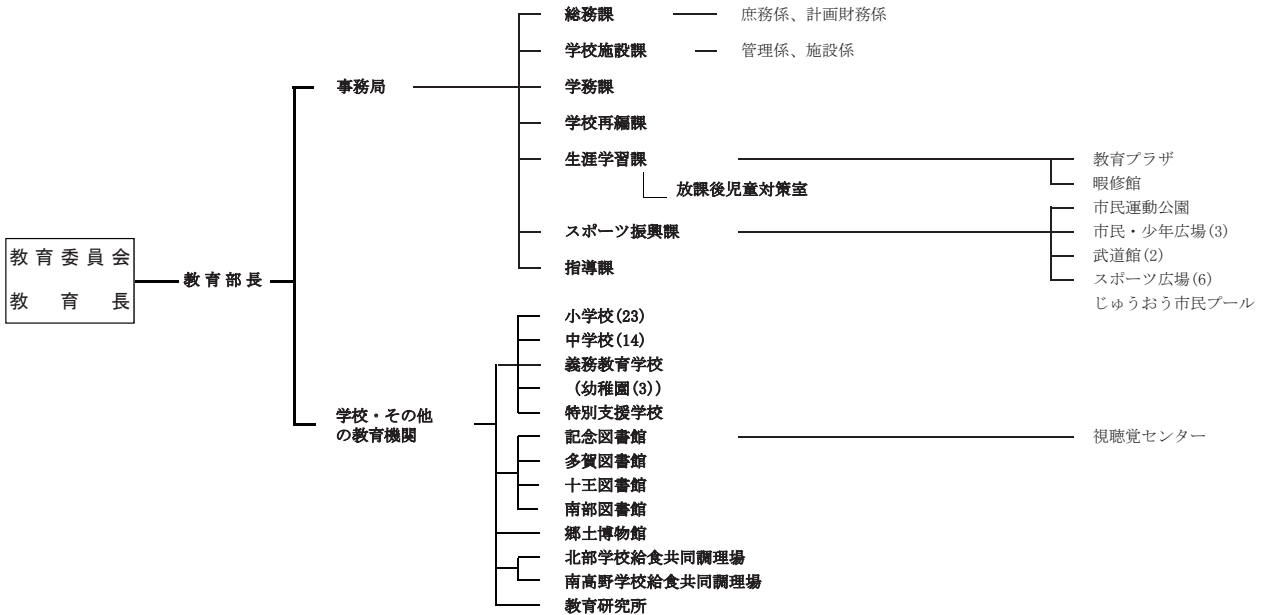 総務課 庶務係、計画財務係
学校施設課 管理係、施設係
事務局 学務課
学校再編課
生涯学習課 教育プラザ
暇修館
放課後児童対策室
市民運動公園
スポーツ振興課 市民・少年広場(3)
武道館(2)
指導課
スポーツ広場(6)
じゅうおう市民プール
教育委員会
教育長
教育部長
小学校(23)
中学校(14)
義務教育学校
(幼稚園(3))
特別支援学校
学校・その他
の教育機関
記念図書館 視聴覚センター
多賀図書館
十王図書館
南部図書館
郷土博物館
北部学校給食共同調理場
南高野学校給食共同調理場
教育研究所